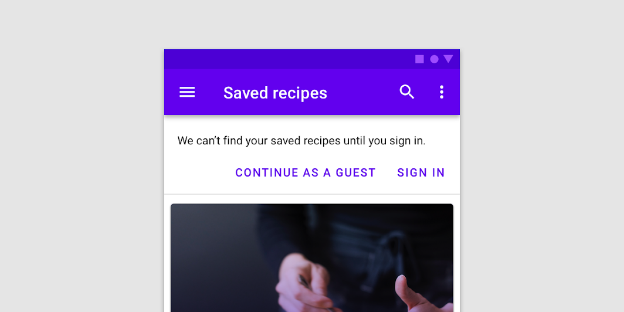 Saved recipes
We can’t find your saved recipes until you sign in.
CONTINUE AS A GUEST SIGN IN